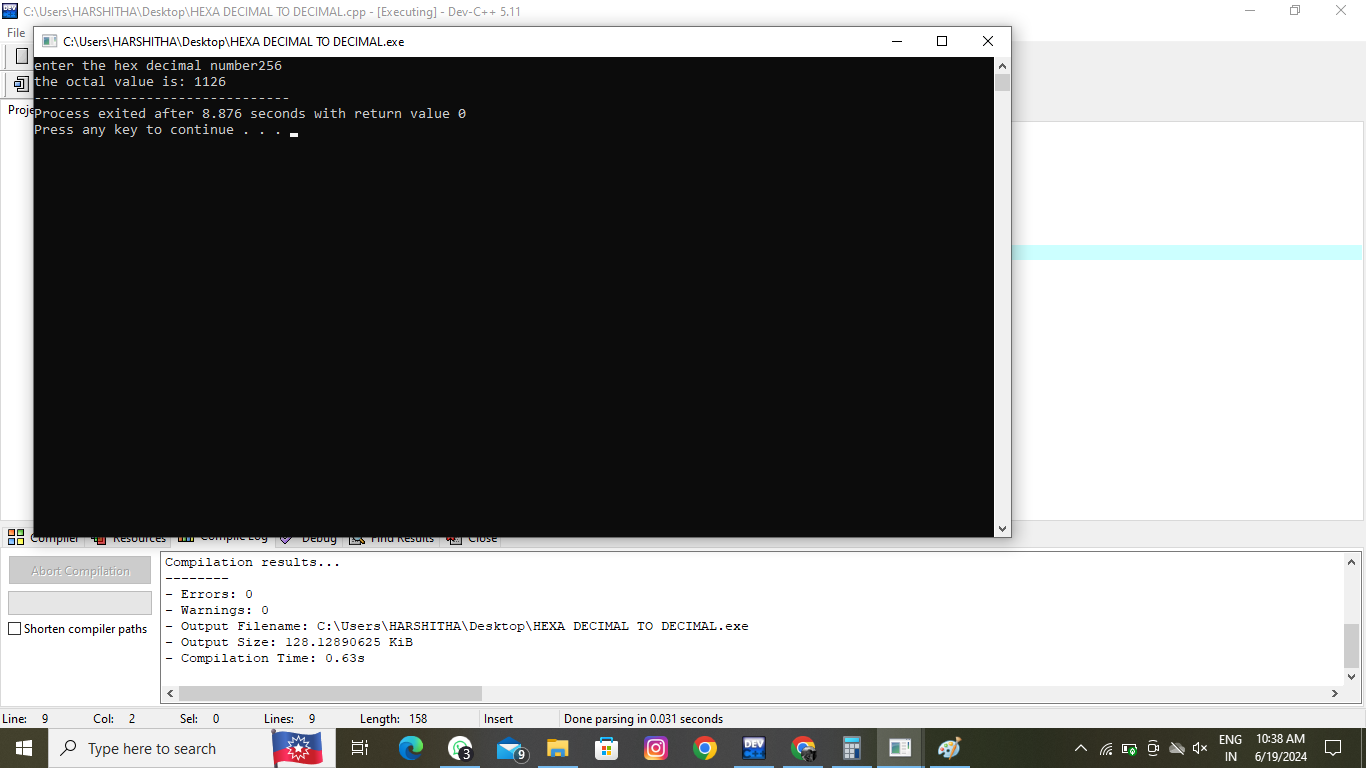 C:\Users\HARSHITHA\Desktop\HEXA DECIMAL TO DECIMAL.cpp - [Executing] - Dev-C++ 5.11
File
C:\Users\HARSHITHA\Desktop\HEXA DECIMAL TO DECIMAL.exe
enter the hex decimal number256
the octal value is: 1126
--------------------------------
Process exited after 8.876 seconds with return value 0
Press any key to continue . . .
Proje
Compiler Resources Compile Log Debug Find Results Close
Abort Compilation
Shorten compiler paths
Compilation results...
--------
- Errors: 0
- Warnings: 0
- Output Filename: C:\Users\HARSHITHA\Desktop\HEXA DECIMAL TO DECIMAL.exe
- Output Size: 128.12890625 KiB
- Compilation Time: 0.63s
Line: 9 Col: 2 Sel: 0 Lines: 9 Length: 158 Insert Done parsing in 0.031 seconds
Type here to search
3
9
DEV
ENG
IN
10:38 AM
6/19/2024